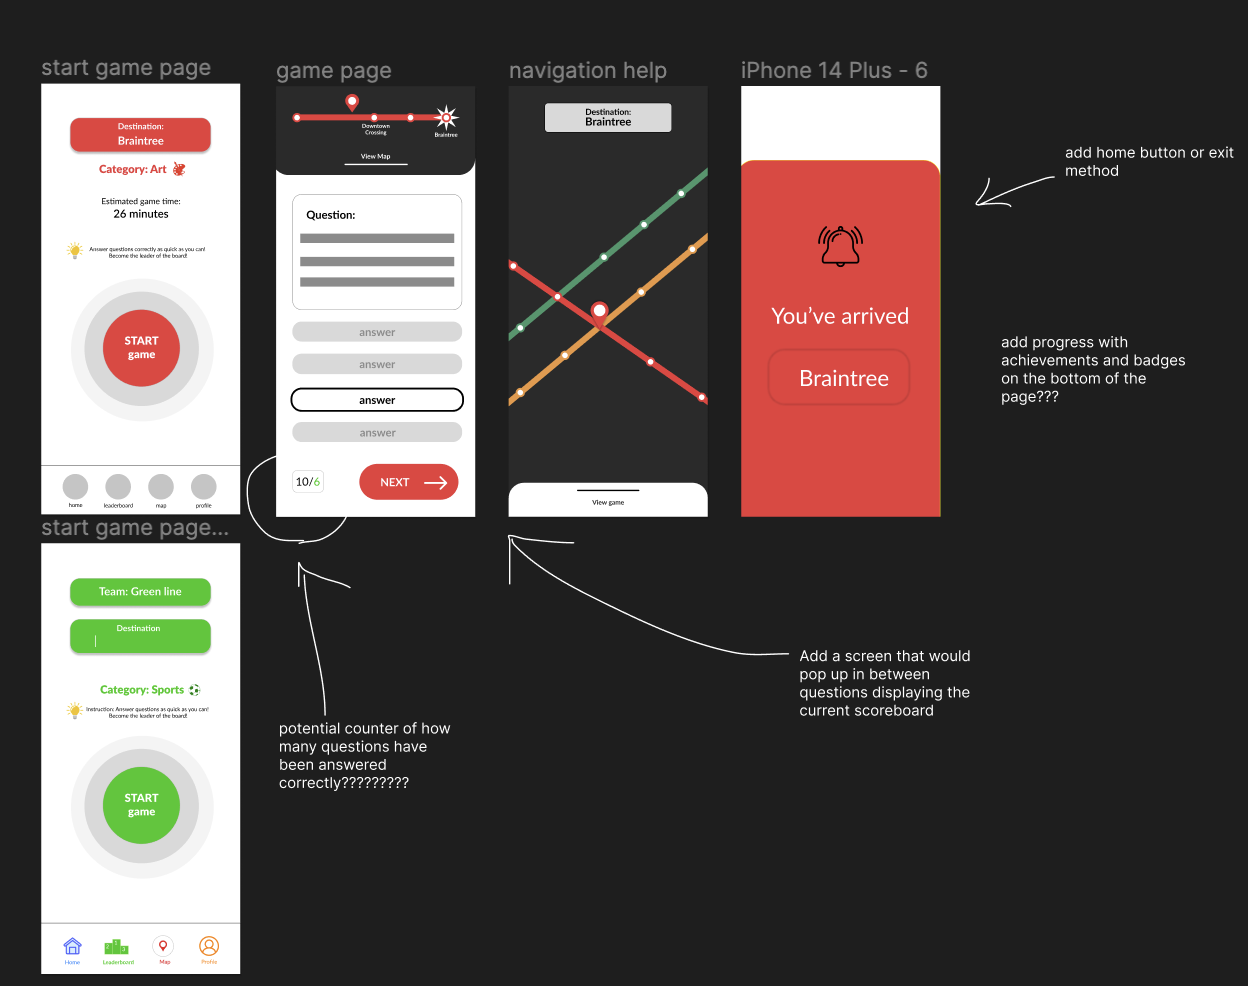 start game page
Destination:
Braintree
Category: Art
Estimated game time:
26 minutes
Answer questions correctly as quick as you can!
Become the leader of the board!
START
game
home
leaderboard
map
profile
game page
Downtown
Crossing
Braintree
View Map
Question:
answer
answer
answer
answer
10/6
NEXT
navigation help
Destination:
Braintree
View game
iPhone 14 Plus - 6
You've arrived
Braintree
add home button or exit
method
add progress with
achievements and badges
on the bottom of the
page???
start game page...
Team: Green line
Destination
Category: Sports
Instruction: Answer questions as quick as you can!
Become the leader of the board!
START
game
2 1 3
Home
Leaderboard
Map
Profile
potential counter of how
many questions have
been answered
correctly?????????
Add a screen that would
pop up in between
questions displaying the
current scoreboard